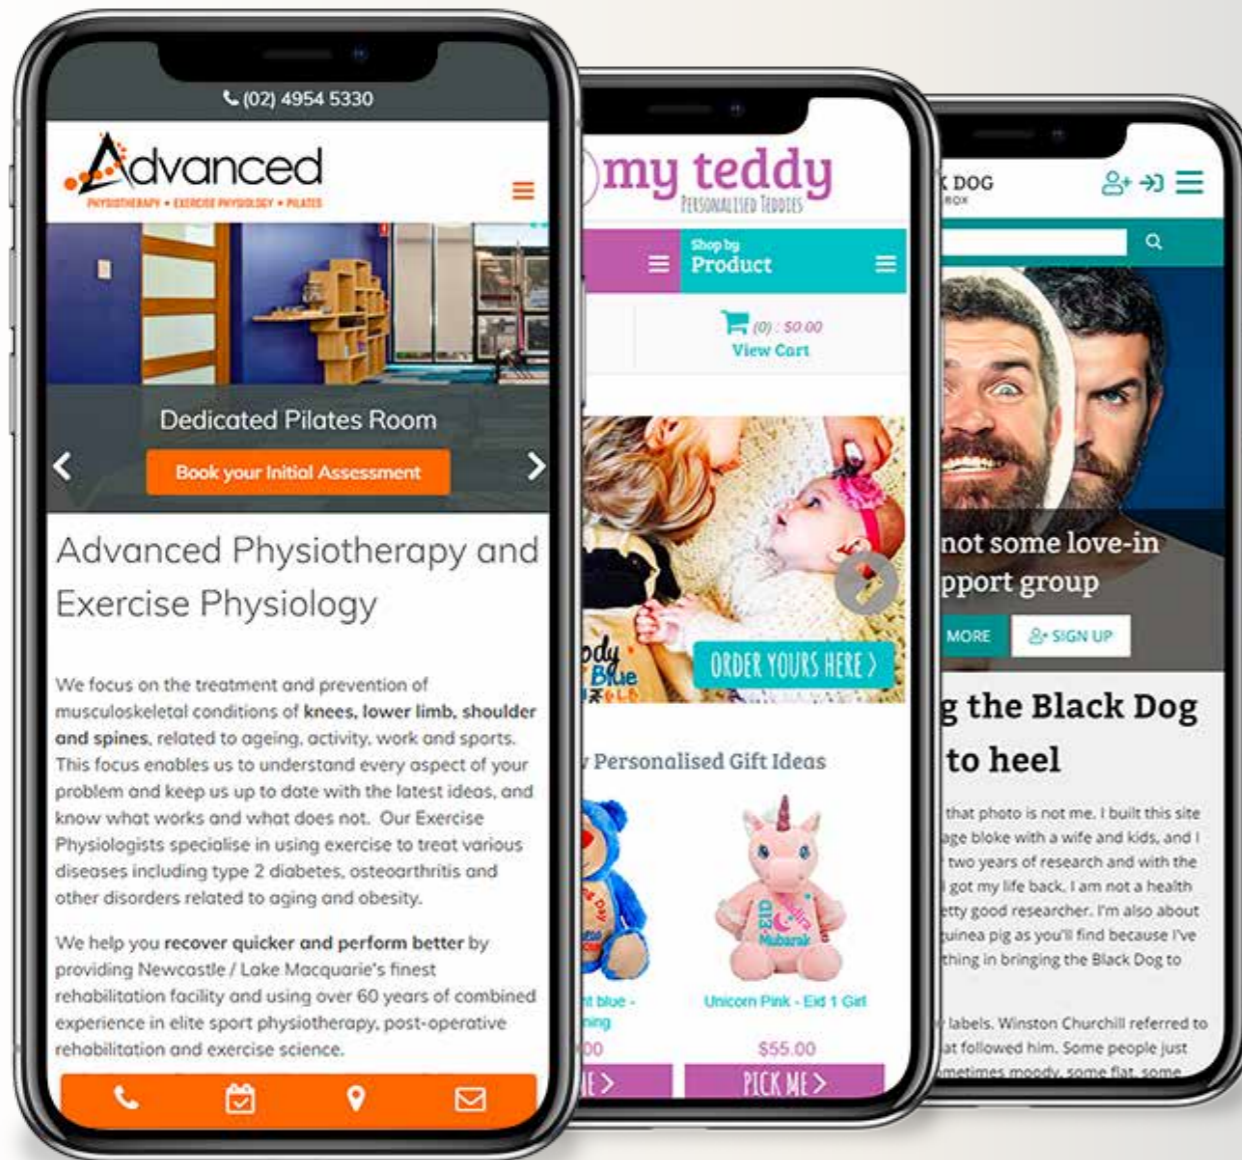 (02) 4954 5330
Advanced
PHYSIOTHERAPY • EXERCISE PHYSIOLOGY • PILATES
Dedicated Pilates Room
Book your Initial Assessment
Advanced Physiotherapy and
Exercise Physiology
We focus on the treatment and prevention of
musculoskeletal conditions of knees, lower limb, shoulder
and spines, related to ageing, activity, work and sports.
This focus enables us to understand every aspect of your
problem and keep us up to date with the latest ideas, and
know what works and what does not. Our Exercise
Physiologists specialise in using exercise to treat various
diseases including type 2 diabetes, osteoarthritis and
other disorders related to aging and obesity.
We help you recover quicker and perform better by
providing Newcastle / Lake Macquarie's finest
rehabilitation facility and using over 60 years of combined
experience in elite sport physiotherapy, post-operative
rehabilitation and exercise science.
my teddy
PERSONALISED TEDDIES
Shop by
Product
(0) : $0.00
View Cart
Blue
ORDER YOURS HERE >
Personalised Gift Ideas
EID
Mubarak
blue -
Unicorn Pink - Eid 1 Girl
$55.00
PICK ME >
DOG
BOX
not some love-in
group
MORE
SIGN UP
the Black Dog
to heel
that photo is not me. I built this site
bloke with a wife and kids, and I
two years of research and with the
I got my life back. I am not a health
good researcher. I'm also about
guinea pig as you'll find because I've
thing in bringing the Black Dog to
labels. Winston Churchill referred to
followed him. Some people just
sometimes moody, some flat, some